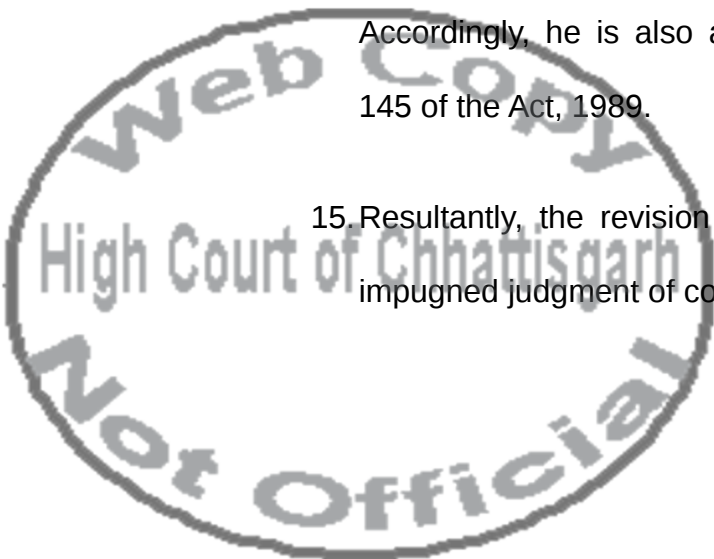 Web Copy
Accordingly, he is also
145 of the Act, 1989.
15. Resultantly, the revision
High Court of Chhattisgarh
impugned judgment of
Not Official